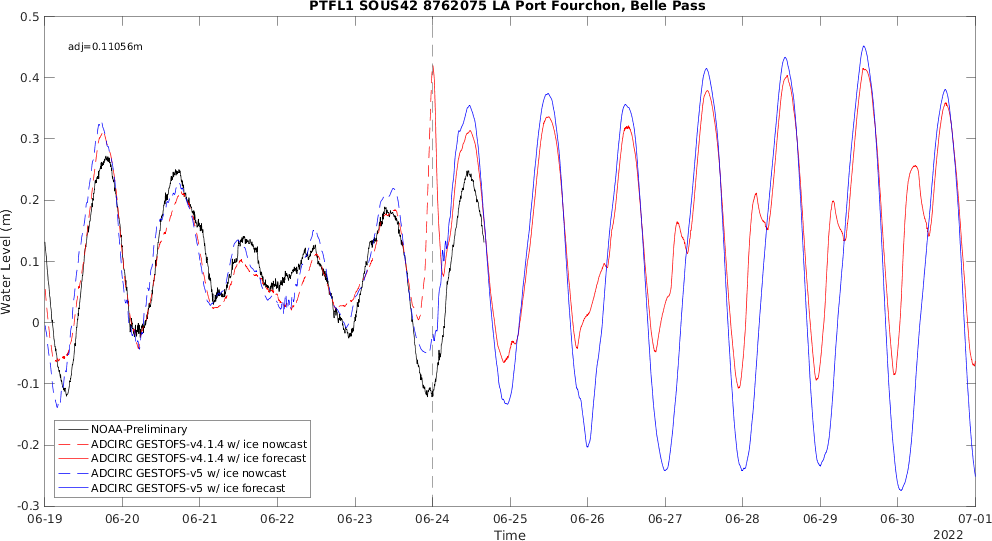 PTFL1 SOUS42 8762075 LA Port Fourchon, Belle Pass
adj=0.11056m
Water Level (m)
0.5
0.4
0.3
0.2
0.1
0
-0.1
-0.2
-0.3
NOAA-Preliminary
ADCIRC GESTOFS-v4.1.4 w/ ice nowcast
ADCIRC GESTOFS-v4.1.4 w/ ice forecast
ADCIRC GESTOFS-v5 w/ ice nowcast
ADCIRC GESTOFS-v5 w/ ice forecast
06-19 06-20 06-21 06-22 06-23 06-24 06-25 06-26 06-27 06-28 06-29 06-30 07-01
Time
2022